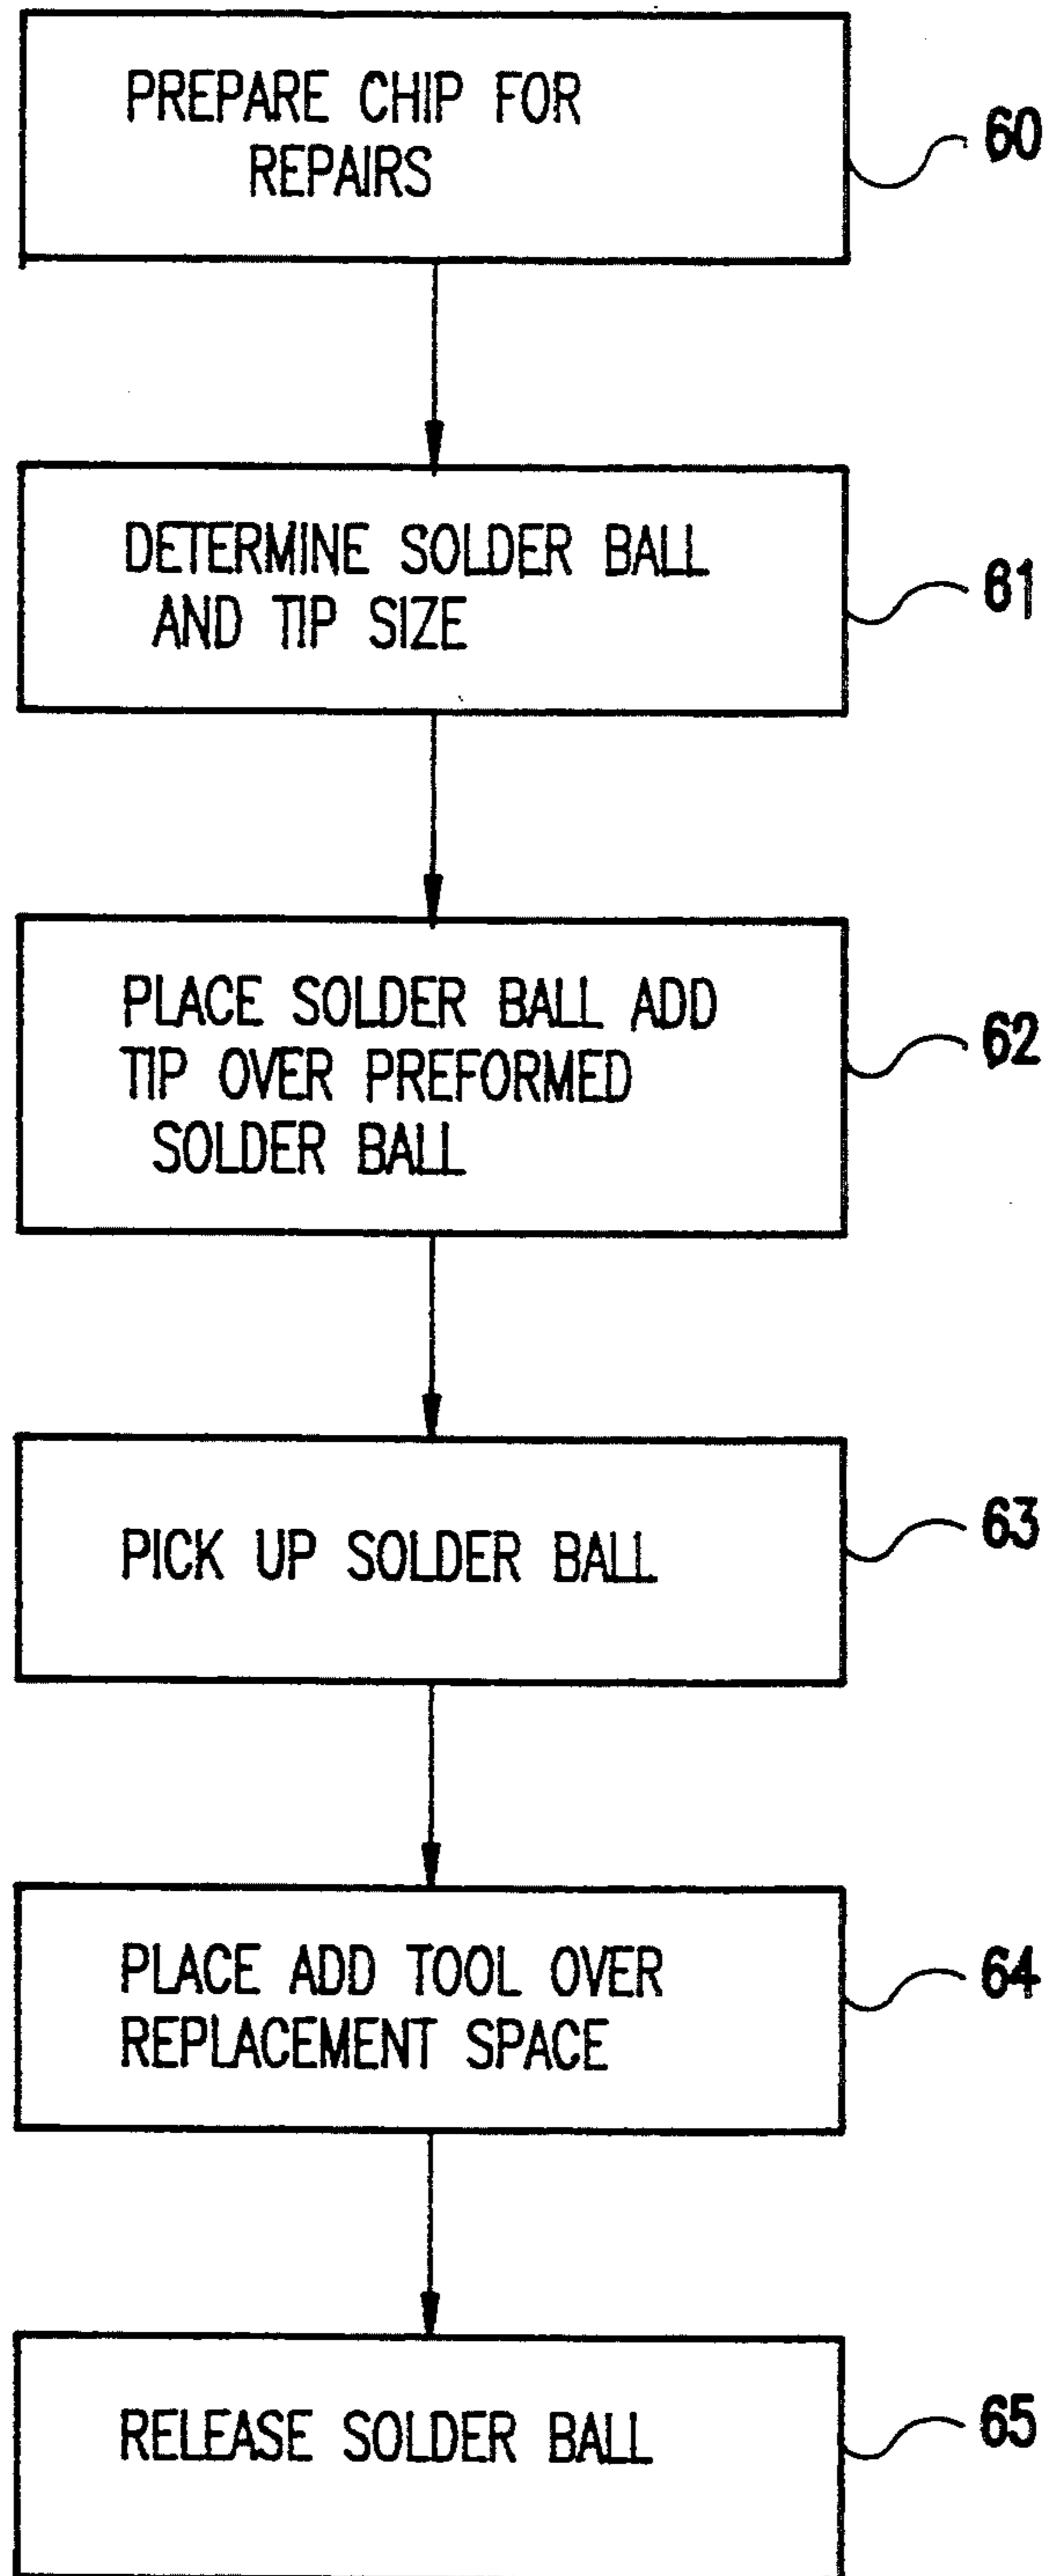 PREPARE CHIP FOR
REPAIRS
60
DETERMINE SOLDER BALL
AND TIP SIZE
61
PLACE SOLDER BALL ADD
TIP OVER PREFORMED
SOLDER BALL
62
PICK UP SOLDER BALL
63
PLACE ADD TOOL OVER
REPLACEMENT SPACE
64
RELEASE SOLDER BALL
65